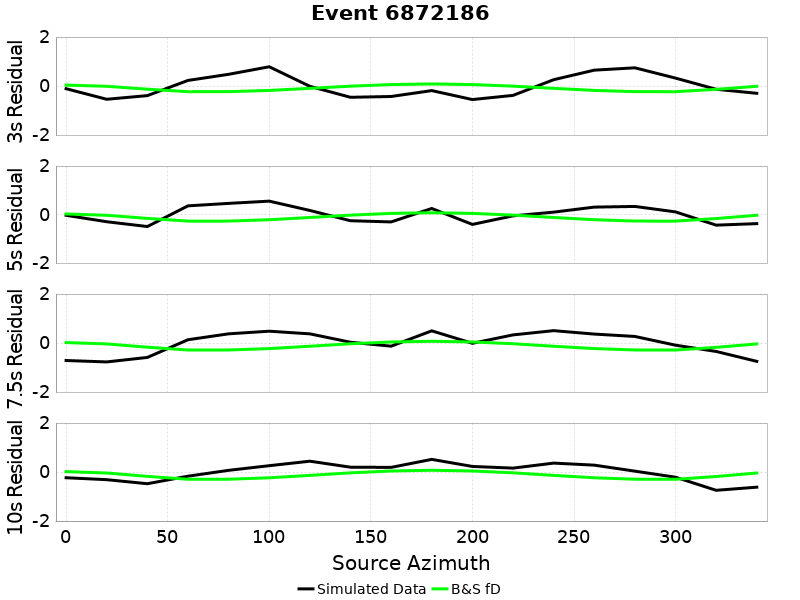 Event 6872186
3s Residual
2
0
-2
5s Residual
2
0
-2
7.5s Residual
2
0
-2
10s Residual
2
0
-2
0 50 100 150 200 250 300
Source Azimuth
Simulated Data B&S fD